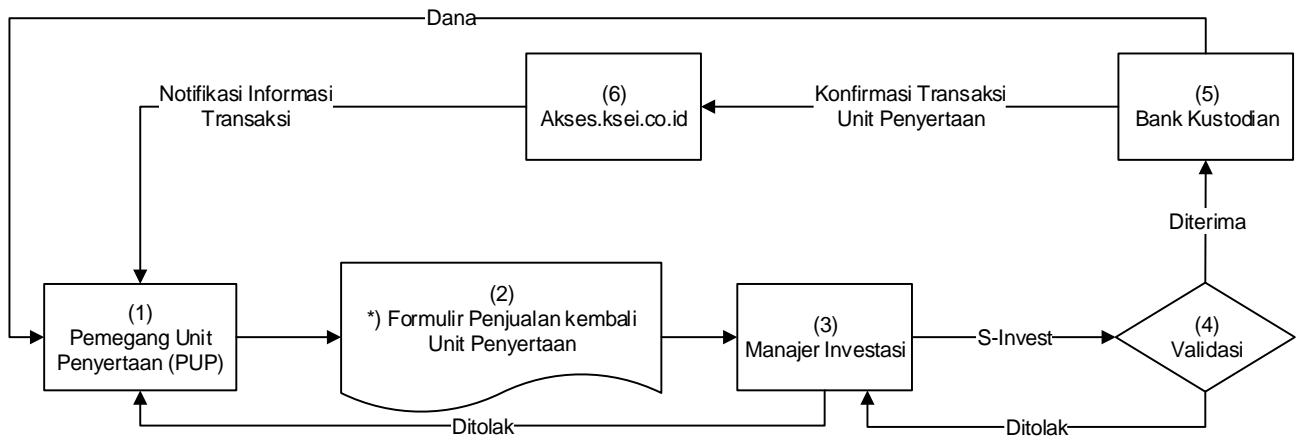 Dana
(6)
Akses.ksei.co.id
Notifikasi Informasi
Transaksi
Konfirmasi Transaksi
Unit Penyertaan
(5)
Bank Kustodian
Diterima
(1)
Pemegang Unit
Penyertaan (PUP)
(2)
*) Formulir Penjualan kembali
Unit Penyertaan
(3)
Manajer Investasi
S-Invest
(4)
Validasi
Ditolak
Ditolak